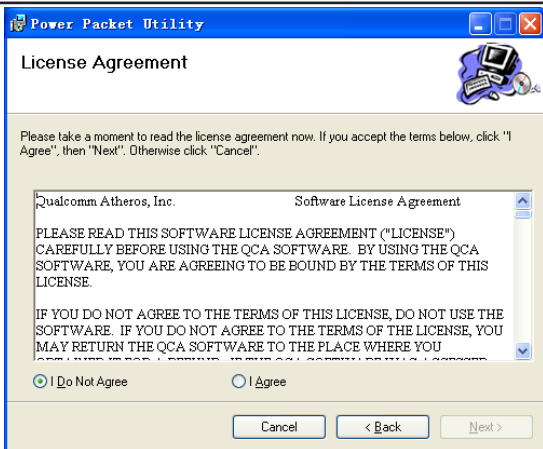 Power Packet Utility
License Agreement
Please take a moment to read the license agreement now. If you accept the terms below, click "I
Agree", then "Next". Otherwise click "Cancel".
Qualcomm Atheros, Inc. Software License Agreement
PLEASE READ THIS SOFTWARE LICENSE AGREEMENT ("LICENSE")
CAREFULLY BEFORE USING THE QCA SOFTWARE. BY USING THE QCA
SOFTWARE, YOU ARE AGREEING TO BE BOUND BY THE TERMS OF THIS
LICENSE.
IF YOU DO NOT AGREE TO THE TERMS OF THIS LICENSE, DO NOT USE THE
SOFTWARE. IF YOU DO NOT AGREE TO THE TERMS OF THE LICENSE, YOU
MAY RETURN THE QCA SOFTWARE TO THE PLACE WHERE YOU
I Do Not Agree I Agree
Cancel < Back Next >